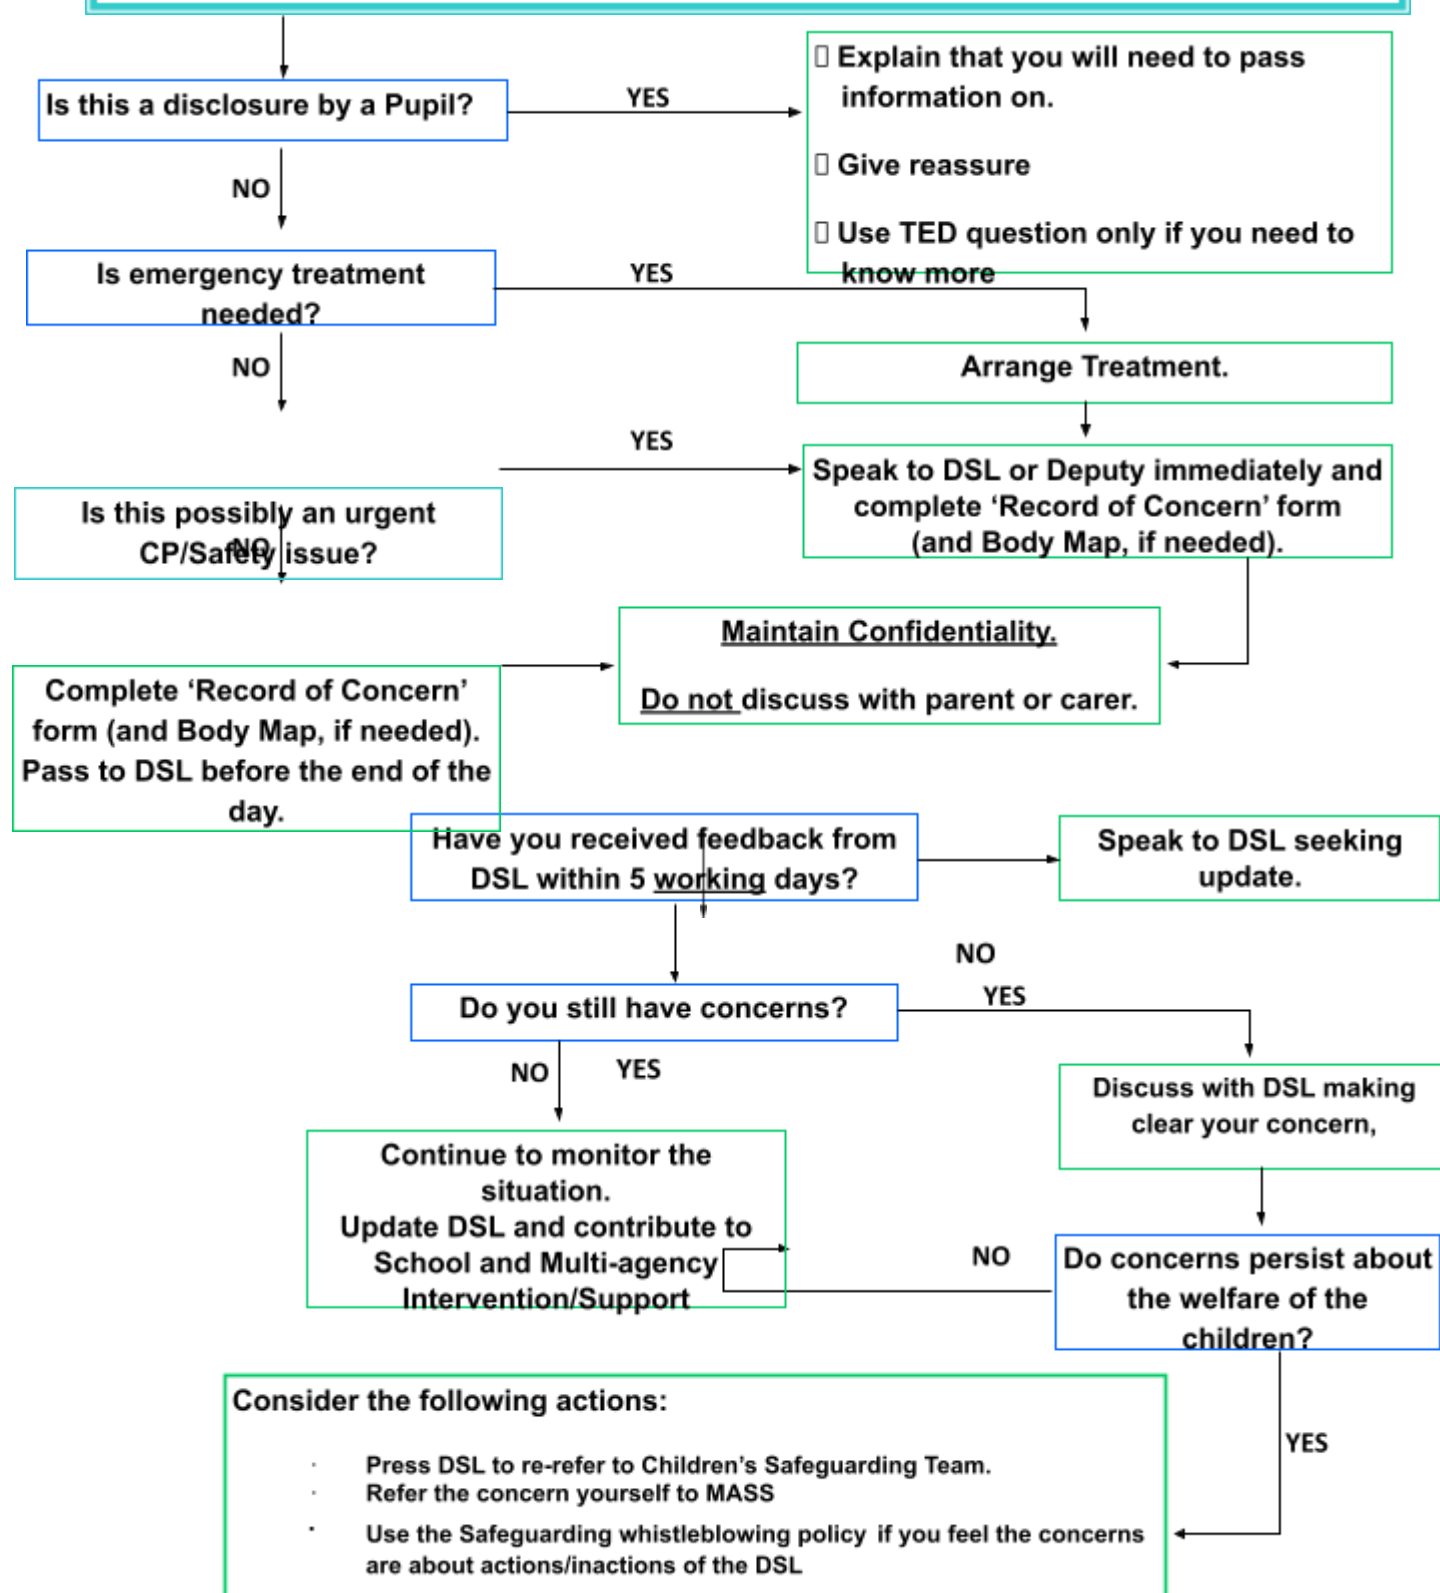 Is this a disclosure by a Pupil?
YES
Explain that you will need to pass
information on.
Give reassure
Use TED question only if you need to
know more
NO
Is emergency treatment
needed?
YES
Arrange Treatment.
NO
YES
Speak to DSL or Deputy immediately and
complete ‘Record of Concern’ form
(and Body Map, if needed).
Is this possibly an urgent
CP/Safety issue?
NO
Maintain Confidentiality.
Do not discuss with parent or carer.
Complete ‘Record of Concern’
form (and Body Map, if needed).
Pass to DSL before the end of the
day.
Have you received feedback from
DSL within 5 working days?
Speak to DSL seeking
update.
NO
YES
Do you still have concerns?
NO
YES
Discuss with DSL making
clear your concern,
Continue to monitor the
situation.
Update DSL and contribute to
School and Multi-agency
Intervention/Support
NO
Do concerns persist about
the welfare of the
children?
YES
Consider the following actions:
· Press DSL to re-refer to Children’s Safeguarding Team.
· Refer the concern yourself to MASS
· Use the Safeguarding whistleblowing policy if you feel the concerns
are about actions/inactions of the DSL